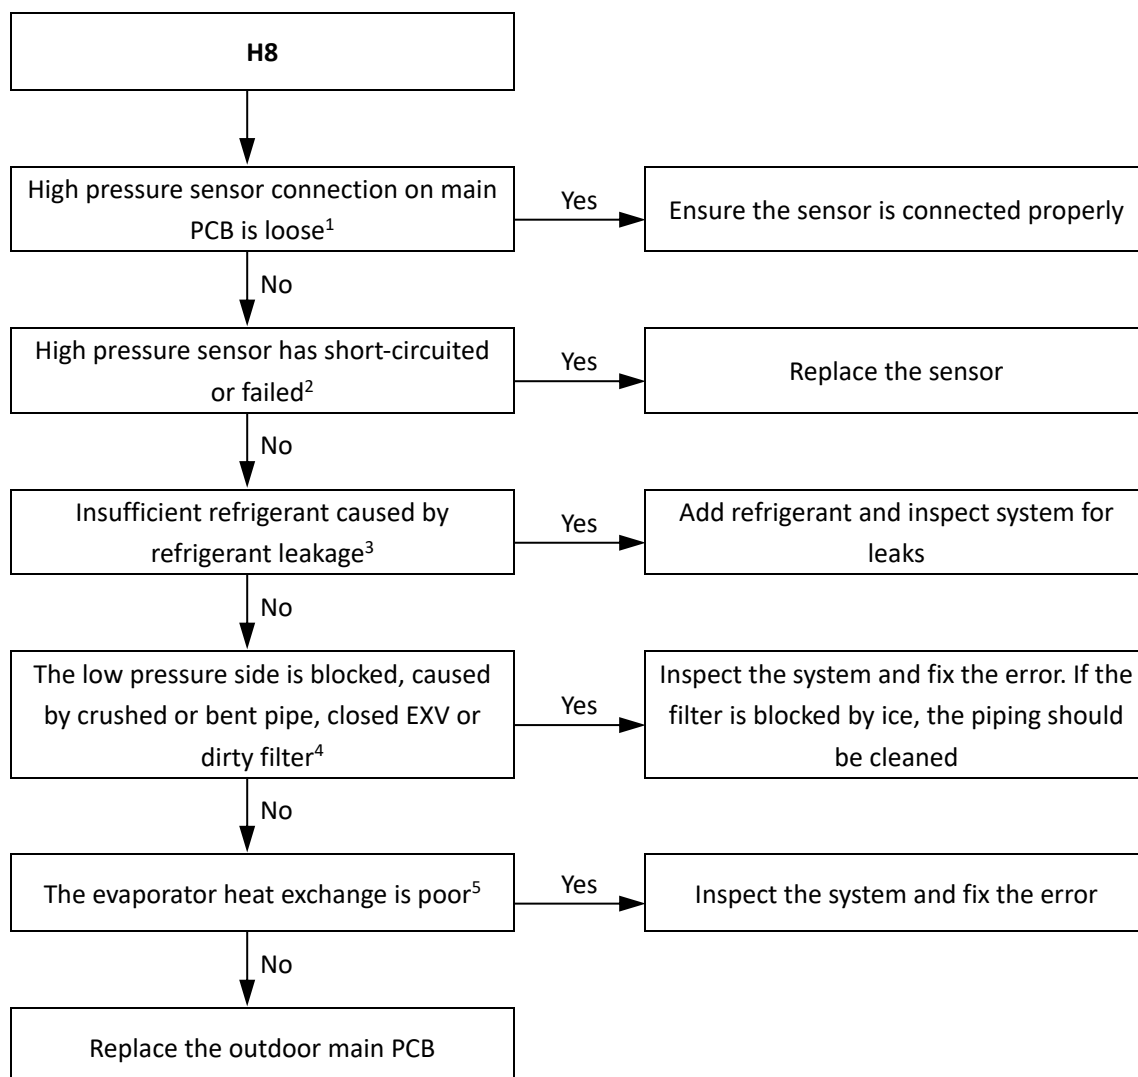 H8
High pressure sensor connection on main
PCB is loose¹
Yes
Ensure the sensor is connected properly
No
High pressure sensor has short-circuited
or failed²
Yes
Replace the sensor
No
Insufficient refrigerant caused by
refrigerant leakage³
Yes
Add refrigerant and inspect system for
leaks
No
The low pressure side is blocked, caused
by crushed or bent pipe, closed EXV or
dirty filter⁴
Yes
Inspect the system and fix the error. If the
filter is blocked by ice, the piping should
be cleaned
No
The evaporator heat exchange is poor⁵
Yes
Inspect the system and fix the error
No
Replace the outdoor main PCB